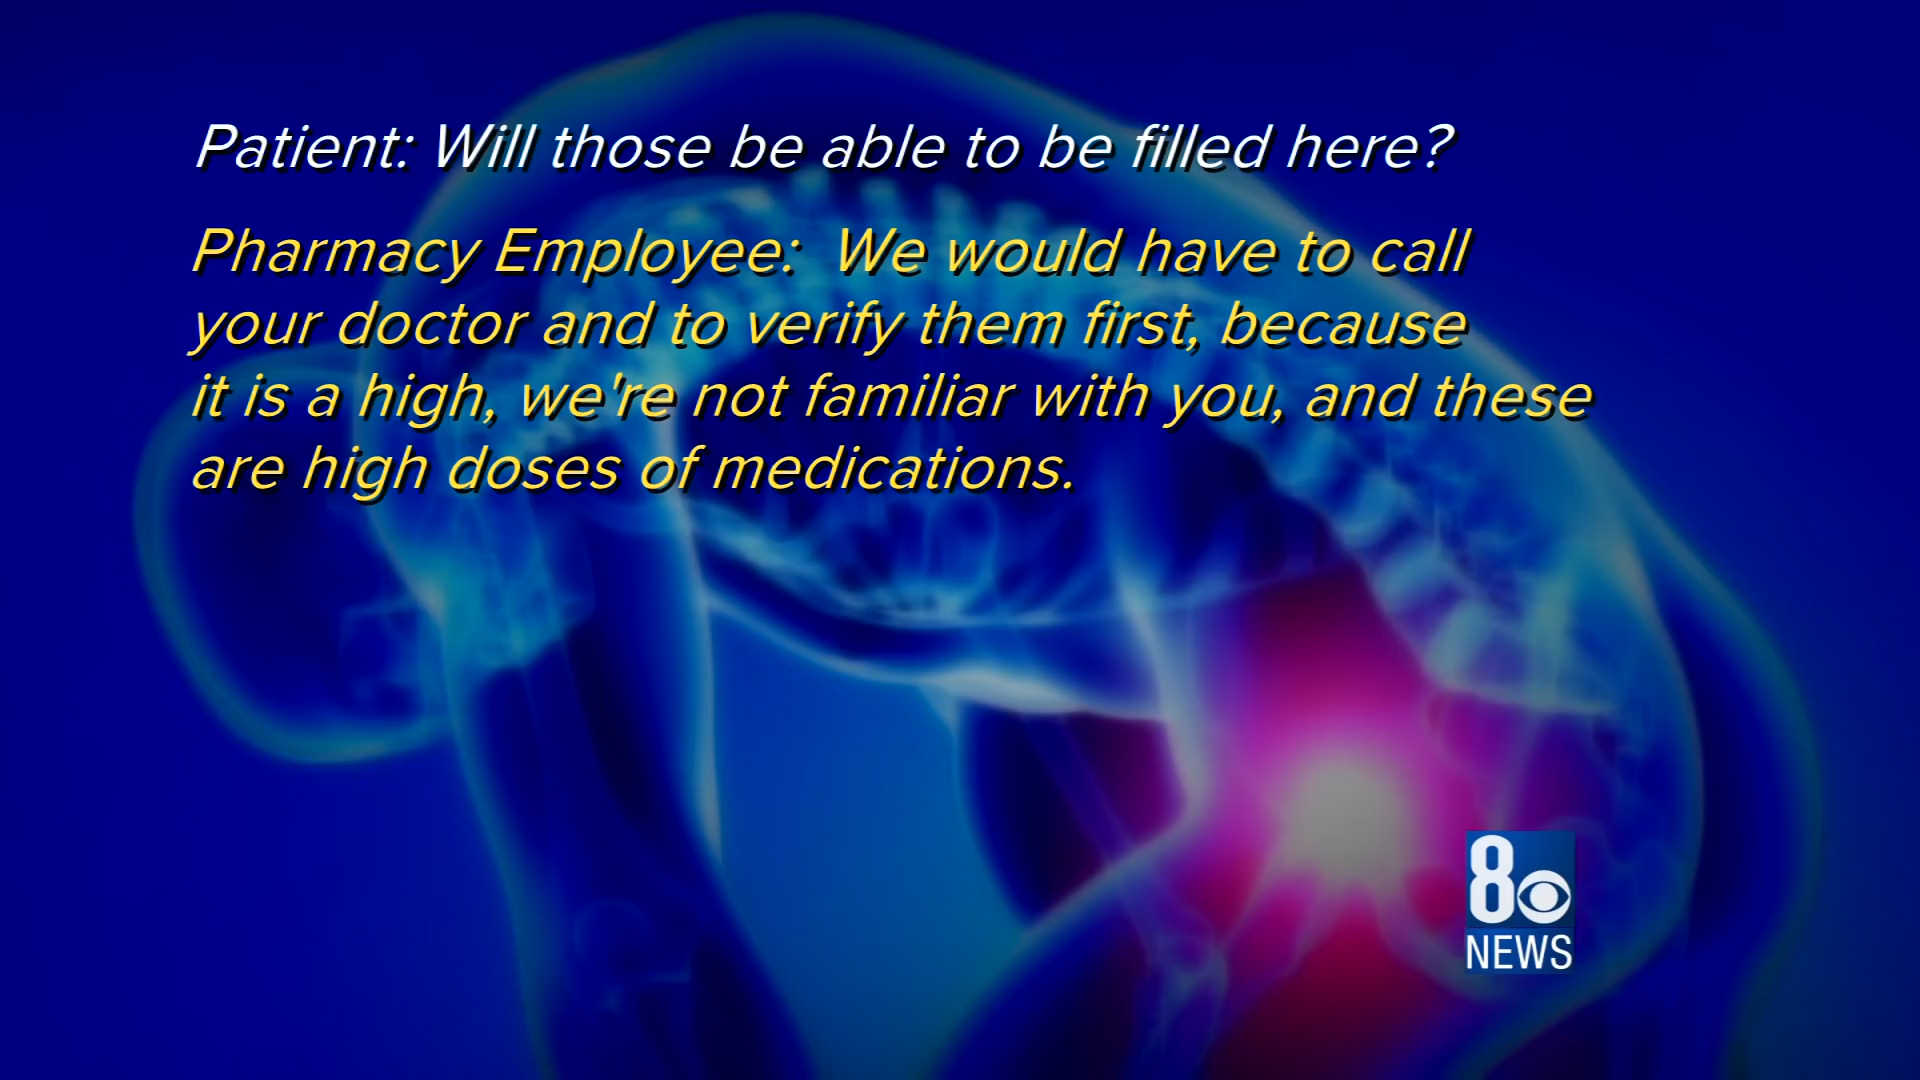 Patient: Will those be able to be filled here?
Pharmacy Employee:  We would have to call
your doctor and to verify them first, because
it is a high, we're not familiar with you, and these
are high doses of medications.
8
NEWS